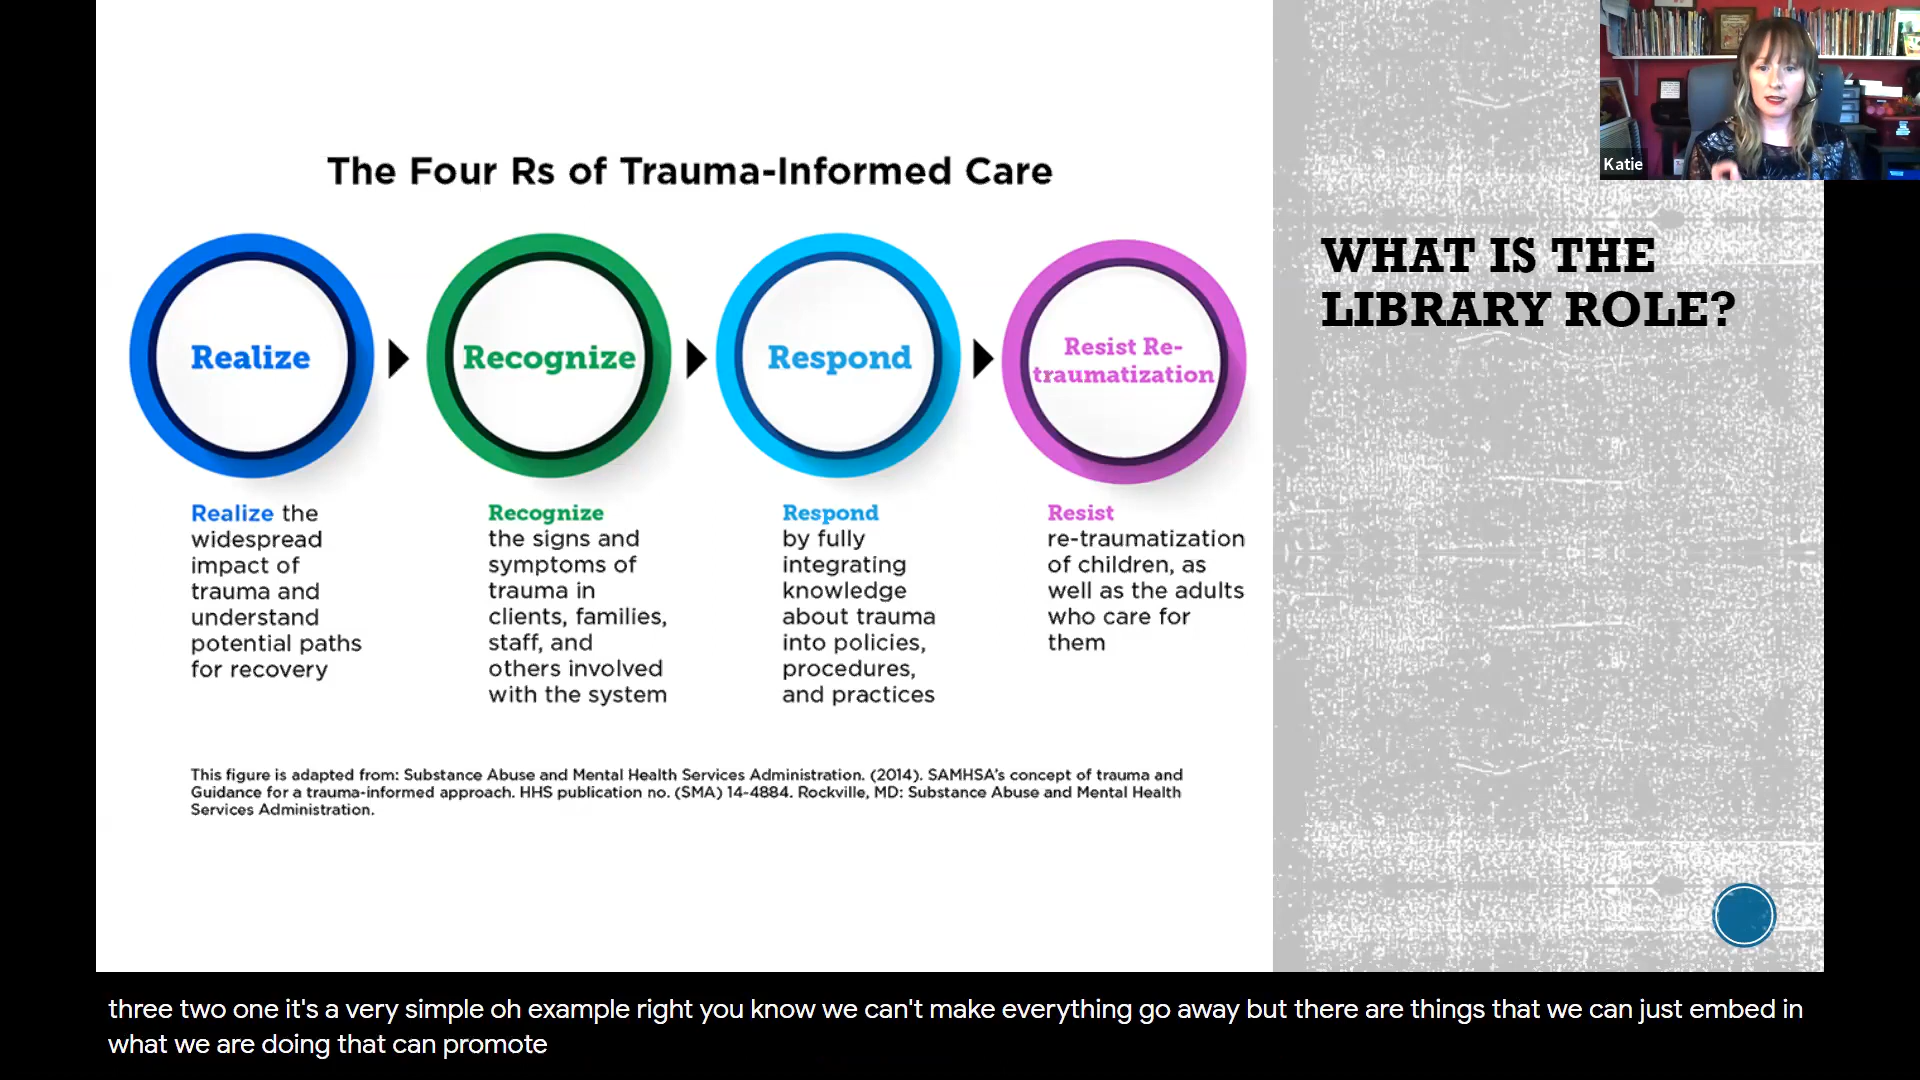 The Four Rs of Trauma-Informed Care
Realize
Recognize
Respond
Resist Re-
traumatization
Realize the
widespread
impact of
trauma and
understand
potential paths
for recovery
Recognize
the signs and
symptoms of
trauma in
clients, families,
staff, and
others involved
with the system
Respond
by fully
integrating
knowledge
about trauma
into policies,
procedures,
and practices
Resist
re-traumatization
of children, as
well as the adults
who care for
them
This figure is adapted from: Substance Abuse and Mental Health Services Administration. (2014). SAMHSA's concept of trauma and
Guidance for a trauma-informed approach. HHS publication no. (SMA) 14-4884. Rockville, MD: Substance Abuse and Mental Health
Services Administration.
WHAT IS THE
LIBRARY ROLE?
Katie
three two one it's a very simple oh example right you know we can't make everything go away but there are things that we can just embed in
what we are doing that can promote